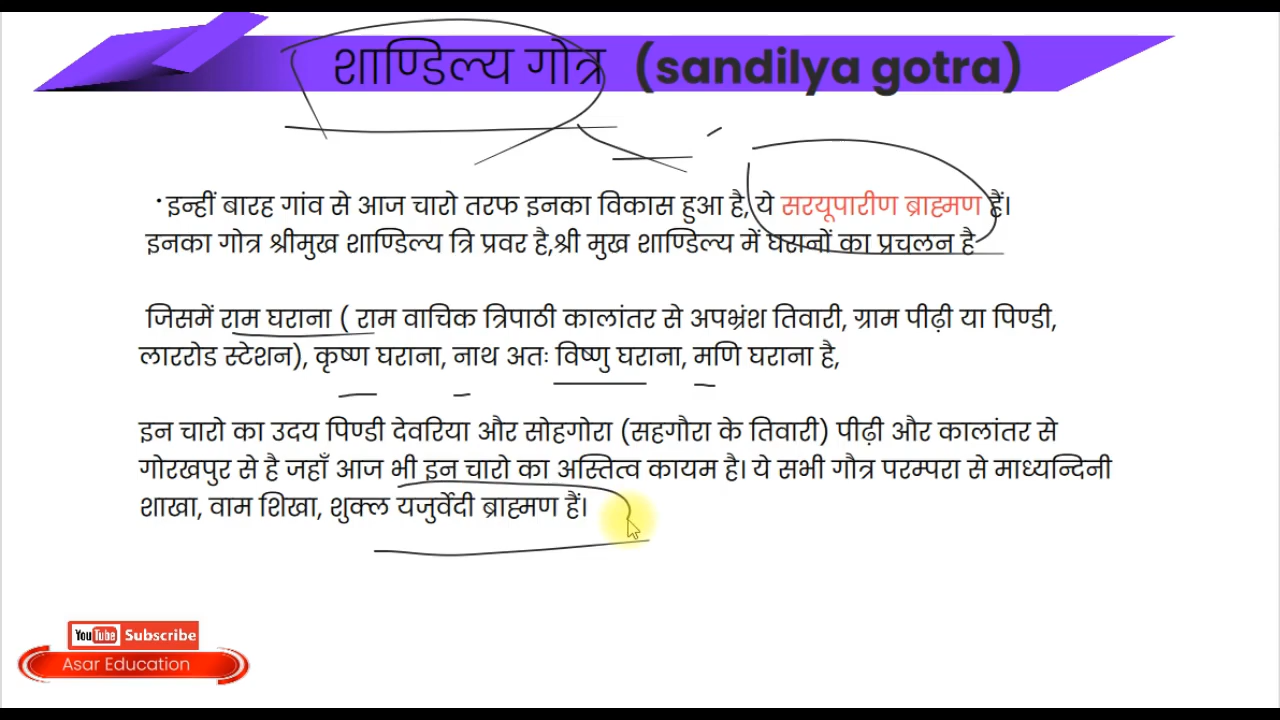 शाण्डिल्य गोत्र (sandilya gotra)
इन्हीं बारह गांव से आज चारो तरफ इनका विकास हुआ है, ये सरयूपारीण ब्राह्मण हैं।
इनका गोत्र श्रीमुख शाण्डिल्य त्रि प्रवर है,श्री मुख शाण्डिल्य में घरानों का प्रचलन है
जिसमें राम घराना ( राम वाचिक त्रिपाठी कालांतर से अपभ्रंश तिवारी, ग्राम पीढ़ी या पिण्डी,
लाररोड स्टेशन), कृष्ण घराना, नाथ अतः विष्णु घराना, मणि घराना है,
इन चारो का उदय पिण्डी देवरिया और सोहगोरा (सहगौरा के तिवारी) पीढ़ी और कालांतर से
गोरखपुर से है जहाँ आज भी इन चारो का अस्तित्व कायम है। ये सभी गौत्र परम्परा से माध्यन्दिनी
शाखा, वाम शिखा, शुक्ल यजुर्वेदी ब्राह्मण हैं।
YouTube Subscribe
Asar Education